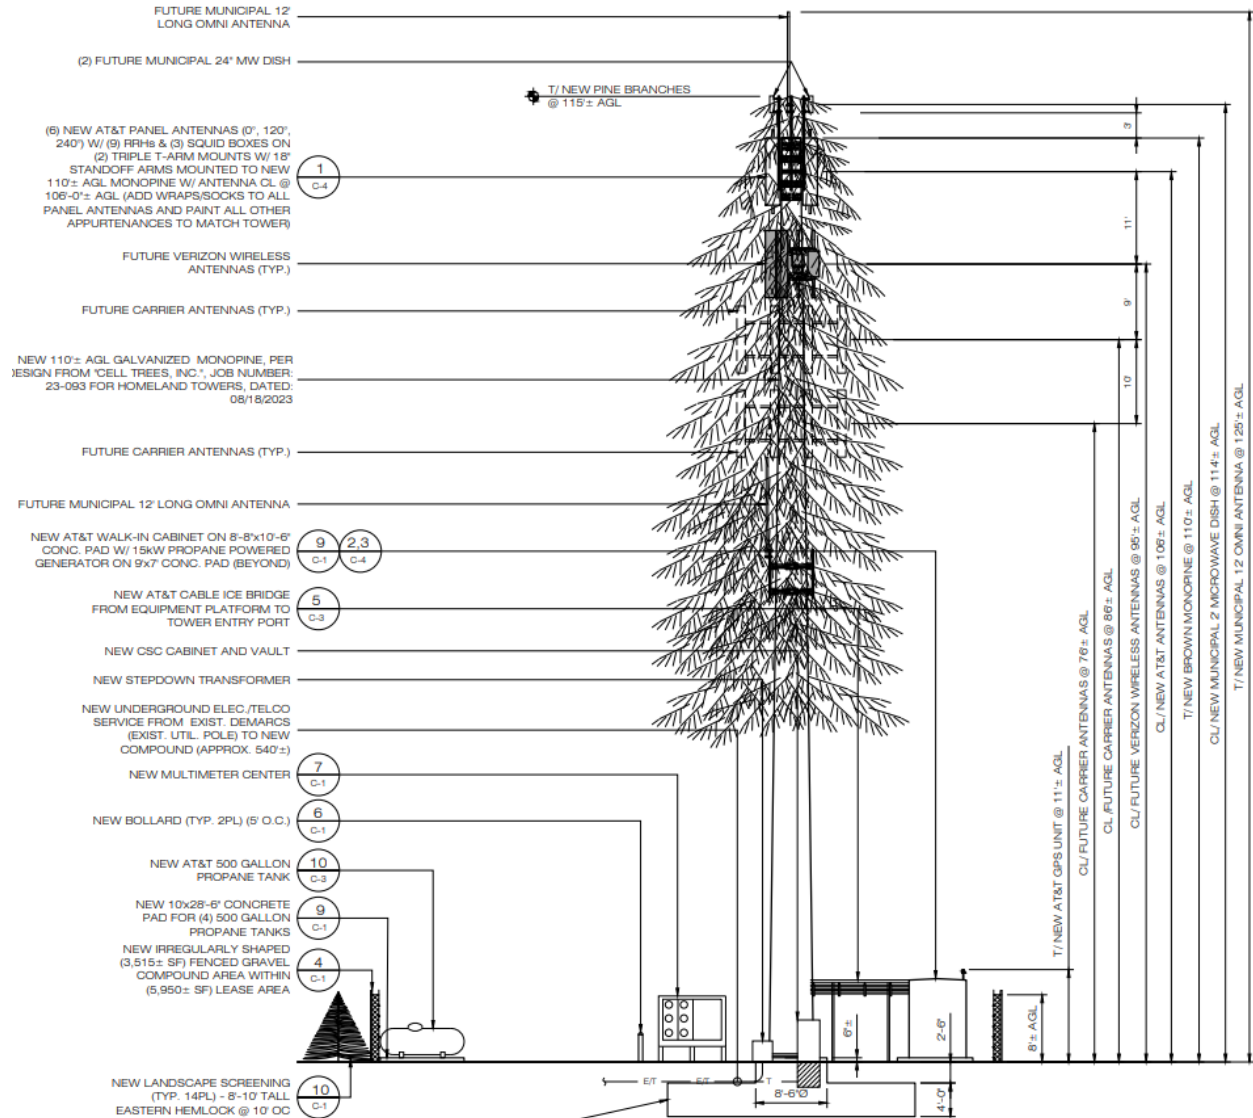 FUTURE MUNICIPAL 12'
LONG OMNI ANTENNA
(2) FUTURE MUNICIPAL 24" MW DISH
T/ NEW PINE BRANCHES
@ 115'± AGL
(6) NEW AT&T PANEL ANTENNAS (0°, 120°,
240°) W/ (9) RRHs & (3) SQUID BOXES ON
(2) TRIPLE T-ARM MOUNTS W/ 18"
STANDOFF ARMS MOUNTED TO NEW
110'± AGL MONOPINE W/ ANTENNA CL @
106'-0"± AGL (ADD WRAPS/SOCKS TO ALL
PANEL ANTENNAS AND PAINT ALL OTHER
APPURTENANCES TO MATCH TOWER)
1
C-4
FUTURE VERIZON WIRELESS
ANTENNAS (TYP.)
FUTURE CARRIER ANTENNAS (TYP.)
NEW 110'± AGL GALVANIZED MONOPINE, PER
ESIGN FROM "CELL TREES, INC.", JOB NUMBER:
23-093 FOR HOMELAND TOWERS, DATED:
08/18/2023
FUTURE CARRIER ANTENNAS (TYP.)
FUTURE MUNICIPAL 12' LONG OMNI ANTENNA
NEW AT&T WALK-IN CABINET ON 8'-8"x10'-6"
CONC. PAD W/ 15kW PROPANE POWERED
GENERATOR ON 9'x7' CONC. PAD (BEYOND)
9
C-1
2,3
C-4
NEW AT&T CABLE ICE BRIDGE
FROM EQUIPMENT PLATFORM TO
TOWER ENTRY PORT
5
C-3
NEW CSC CABINET AND VAULT
NEW STEPDOWN TRANSFORMER
NEW UNDERGROUND ELEC./TELCO
SERVICE FROM EXIST. DEMARCS
(EXIST. UTIL. POLE) TO NEW
COMPOUND (APPROX. 540'±)
NEW MULTIMETER CENTER
7
C-1
NEW BOLLARD (TYP. 2PL) (5' O.C.)
6
C-1
NEW AT&T 500 GALLON
PROPANE TANK
10
C-3
NEW 10'x28'-6" CONCRETE
PAD FOR (4) 500 GALLON
PROPANE TANKS
9
C-1
NEW IRREGULARLY SHAPED
(3,515± SF) FENCED GRAVEL
COMPOUND AREA WITHIN
(5,950± SF) LEASE AREA
4
C-1
NEW LANDSCAPE SCREENING
(TYP. 14PL) - 8'-10' TALL
EASTERN HEMLOCK @ 10' OC
10
C-1
E/T
E/T
T
8'-6"Ø
4'-0"
6"±
2'-6"
8'± AGL
3'
11'
9'
10'
T/ NEW AT&T GPS UNIT @ 11'± AGL
CL/ FUTURE CARRIER ANTENNAS @ 76'± AGL
CL /FUTURE CARRIER ANTENNAS @ 86'± AGL
CL/ FUTURE VERIZON WIRELESS ANTENNAS @ 95'± AGL
CL/ NEW AT&T ANTENNAS @ 106'± AGL
T/ NEW BROWN MONOPINE @ 110'± AGL
CL/ NEW MUNICIPAL 2' MICROWAVE DISH @ 114'± AGL
T/ NEW MUNICIPAL 12' OMNI ANTENNA @ 125'± AGL